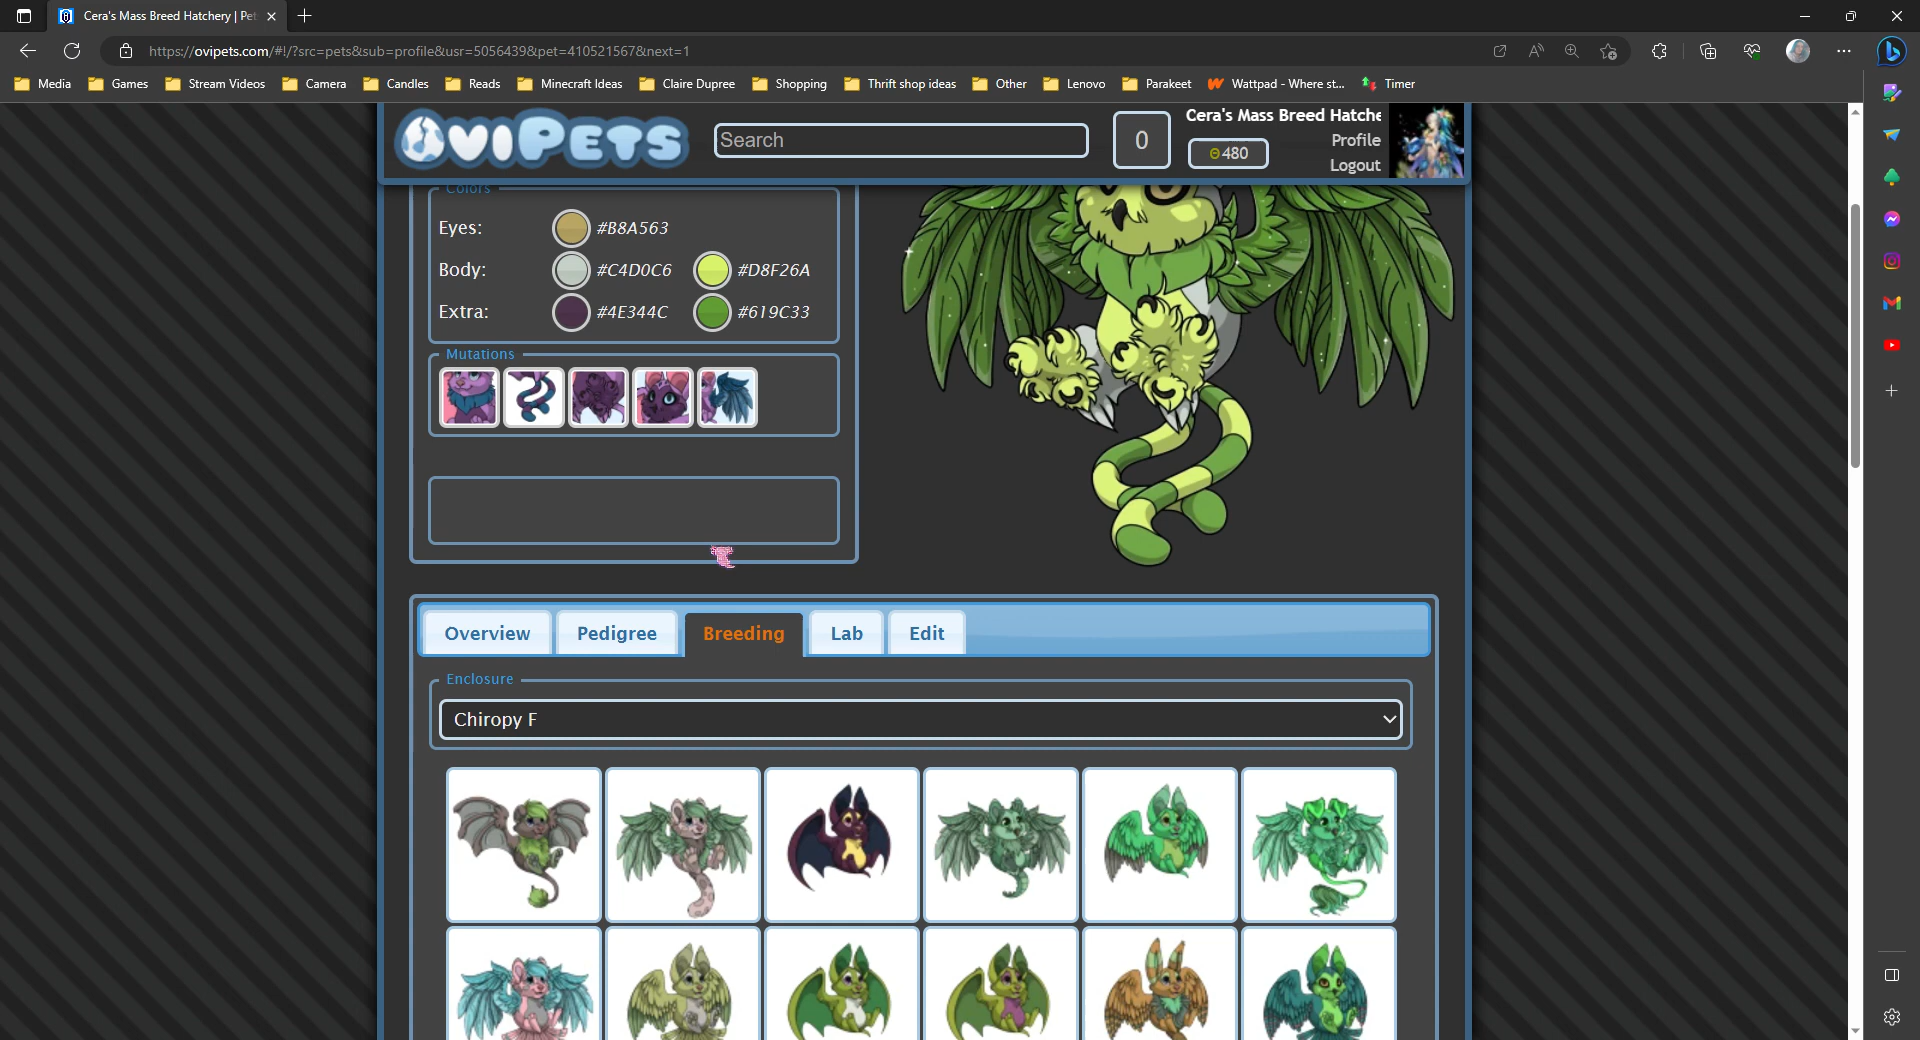 Cera's Mass Breed Hatchery | Pet
https://ovipets.com/#!/?src=pets&sub=profile&usr=5056439&pet=410521567&next=1
Media Games Stream Videos Camera Candles Reads Minecraft Ideas Claire Dupree Shopping Thrift shop ideas Other Lenovo Parakeet Wattpad - Where st... Timer
OviPets
Search
0
Cera's Mass Breed Hatche
480
Profile
Logout
Colors
Eyes: #B8A563
Body: #C4D0C6 #D8F26A
Extra: #4E344C #619C33
Mutations
Overview Pedigree Breeding Lab Edit
Enclosure
Chiropy F